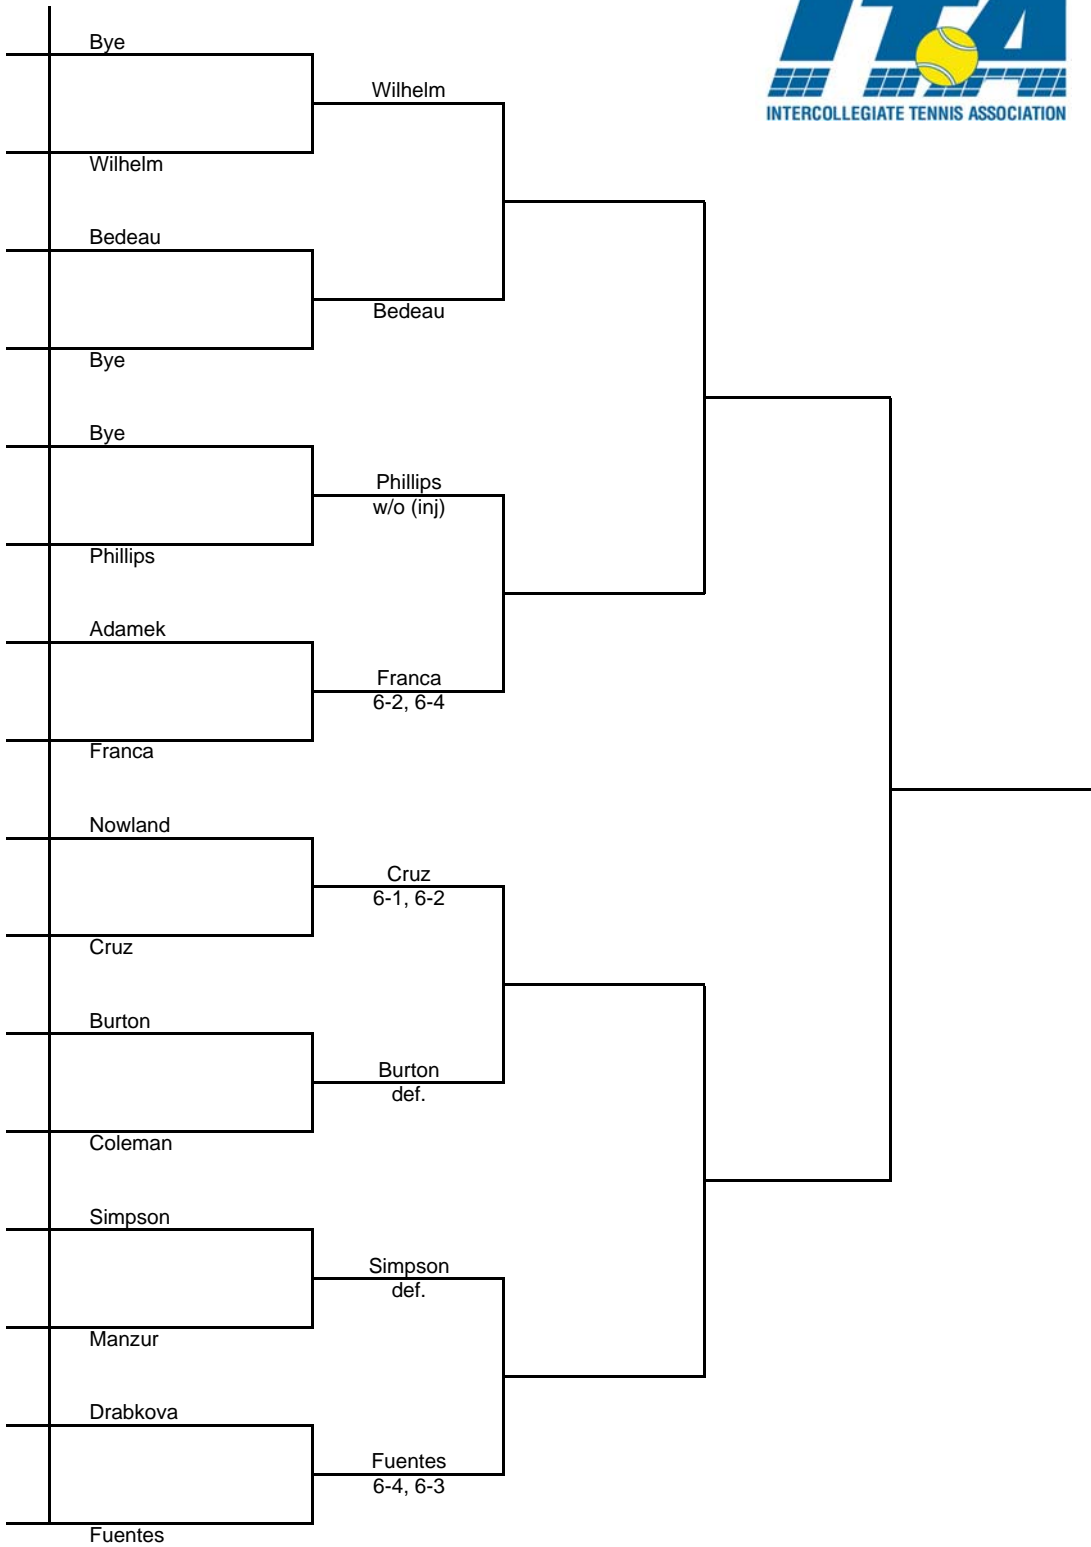 ITA
INTERCOLLEGIATE TENNIS ASSOCIATION
Bye
Wilhelm
Wilhelm
Bedeau
Bedeau
Bye
Bye
Phillips
w/o (inj)
Phillips
Adamek
Franca
6-2, 6-4
Franca
Nowland
Cruz
6-1, 6-2
Cruz
Burton
Burton
def.
Coleman
Simpson
Simpson
def.
Manzur
Drabkova
Fuentes
6-4, 6-3
Fuentes